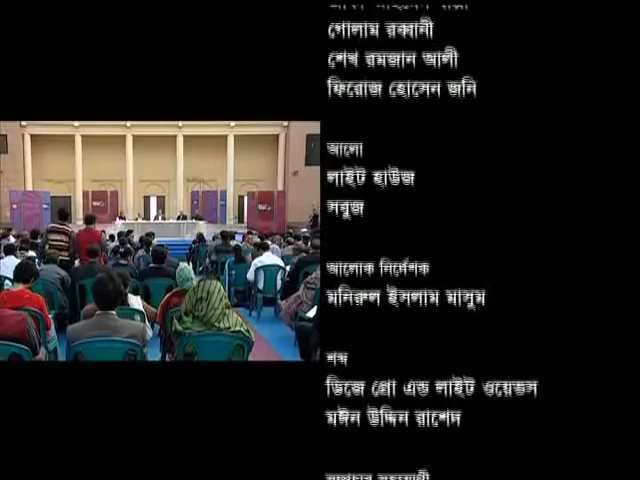 গোলাম রব্বানী
শেখ রমজান আলী
ফিরোজ হোসেন জনি
আলো
লাইট হাউজ
সবুজ
আলোক নির্দেশক
মনিরুল ইসলাম মাসুম
শব্দ
ডিজে প্রো এন্ড লাইট ওয়েভস
মঈন উদ্দিন রাশেদ